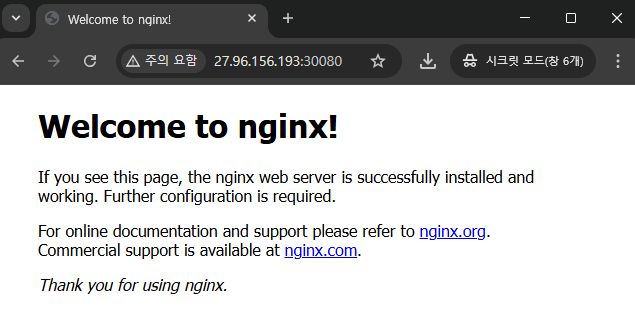 Welcome to nginx!
주의 요함
27.96.156.193:30080
시크릿 모드(창 6개)
Welcome to nginx!
If you see this page, the nginx web server is successfully installed and
working. Further configuration is required.
For online documentation and support please refer to nginx.org.
Commercial support is available at nginx.com.
Thank you for using nginx.